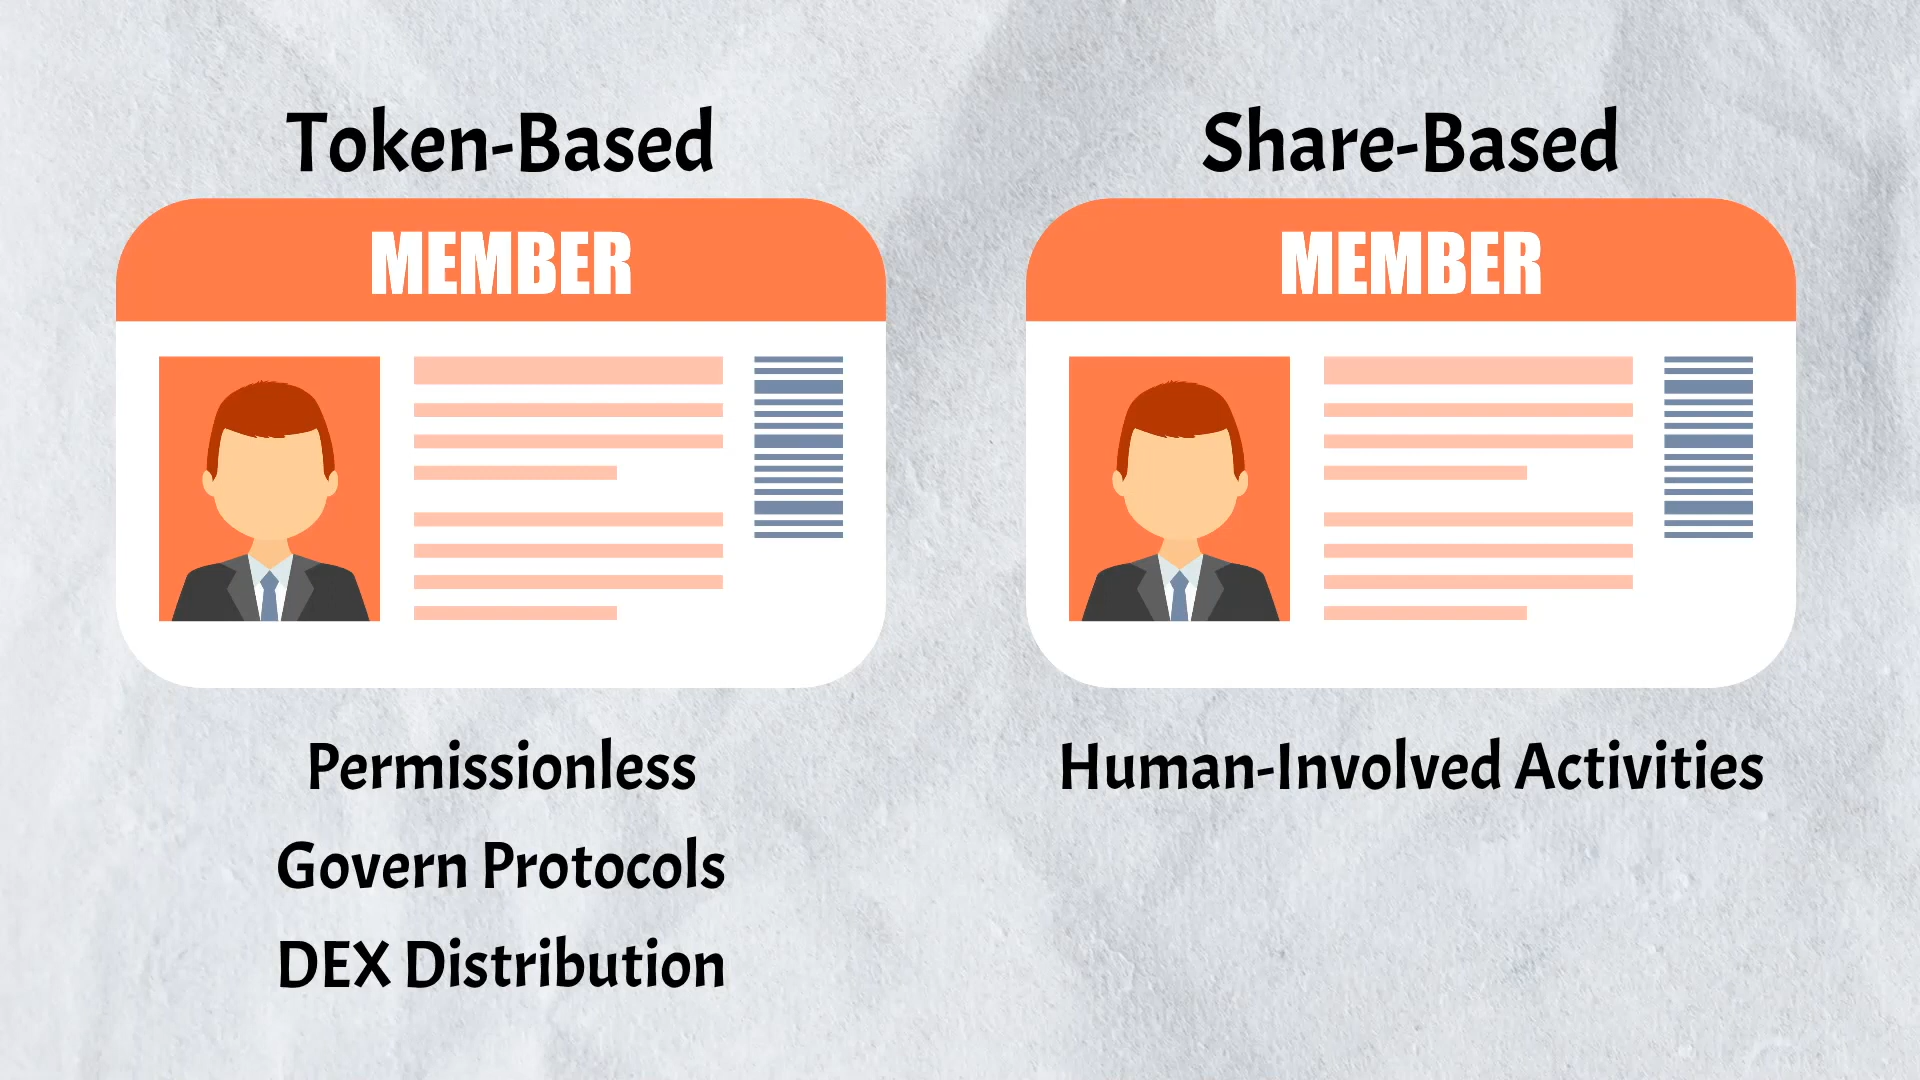 Token-Based
MEMBER
Permissionless
Govern Protocols
DEX Distribution
Share-Based
MEMBER
Human-Involved Activities